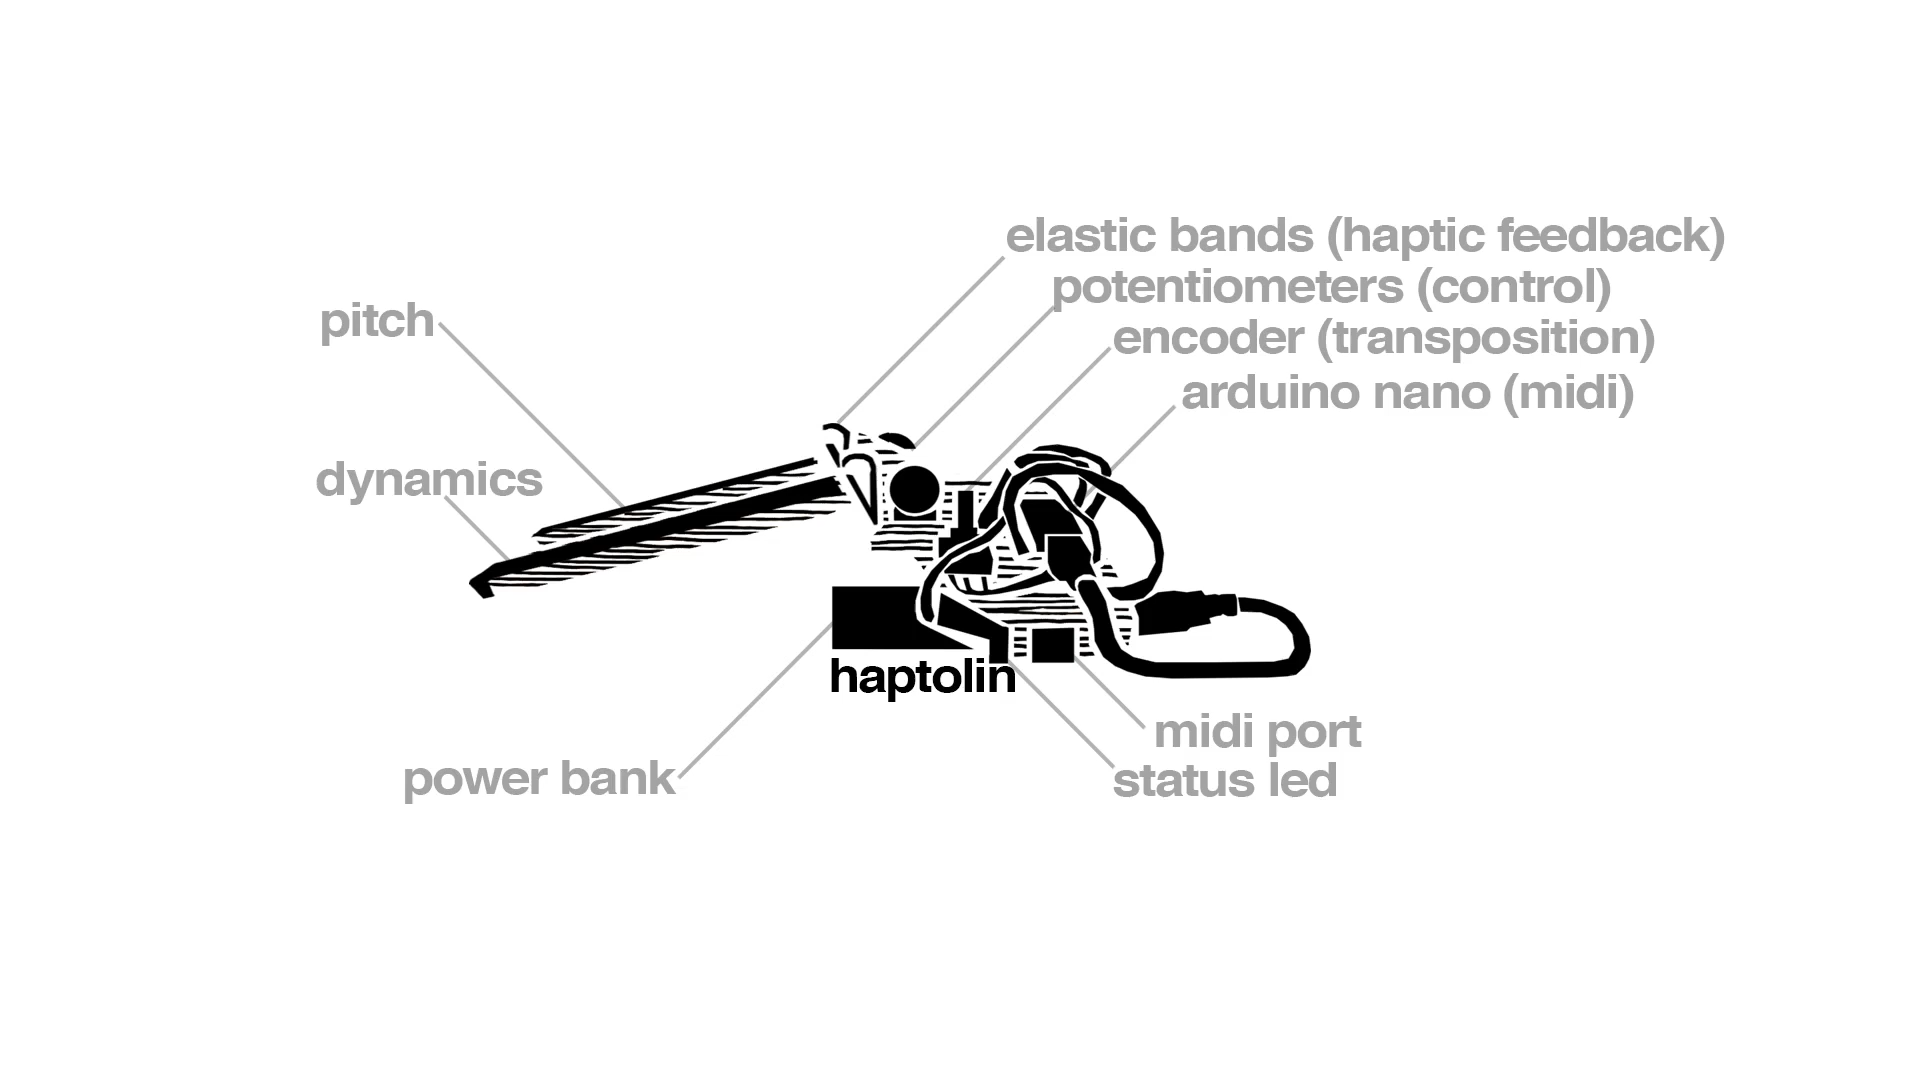 elastic bands (haptic feedback)
potentiometers (control)
pitch
encoder (transposition)
arduino nano (midi)
dynamics
haptolin
midi port
power bank
status led